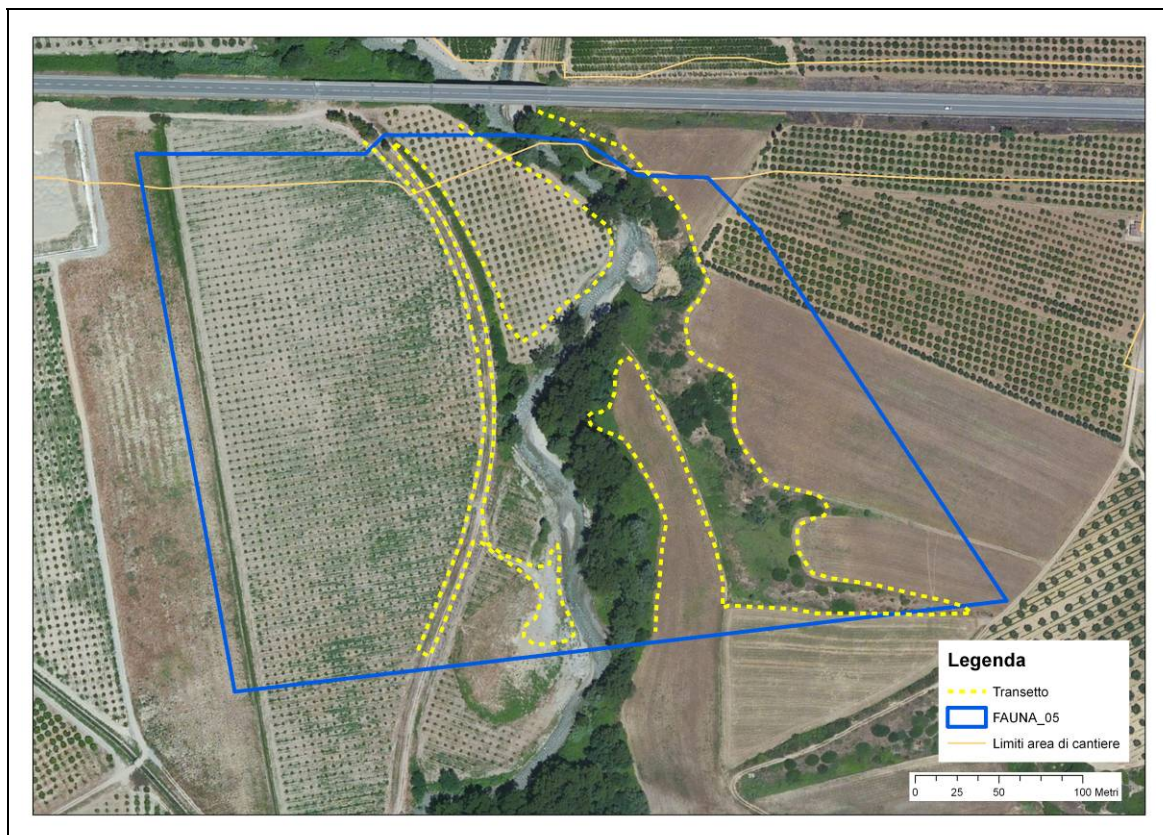 Legenda
Transetto
FAUNA_05
Limiti area di cantiere
0 25 50 100 Metri